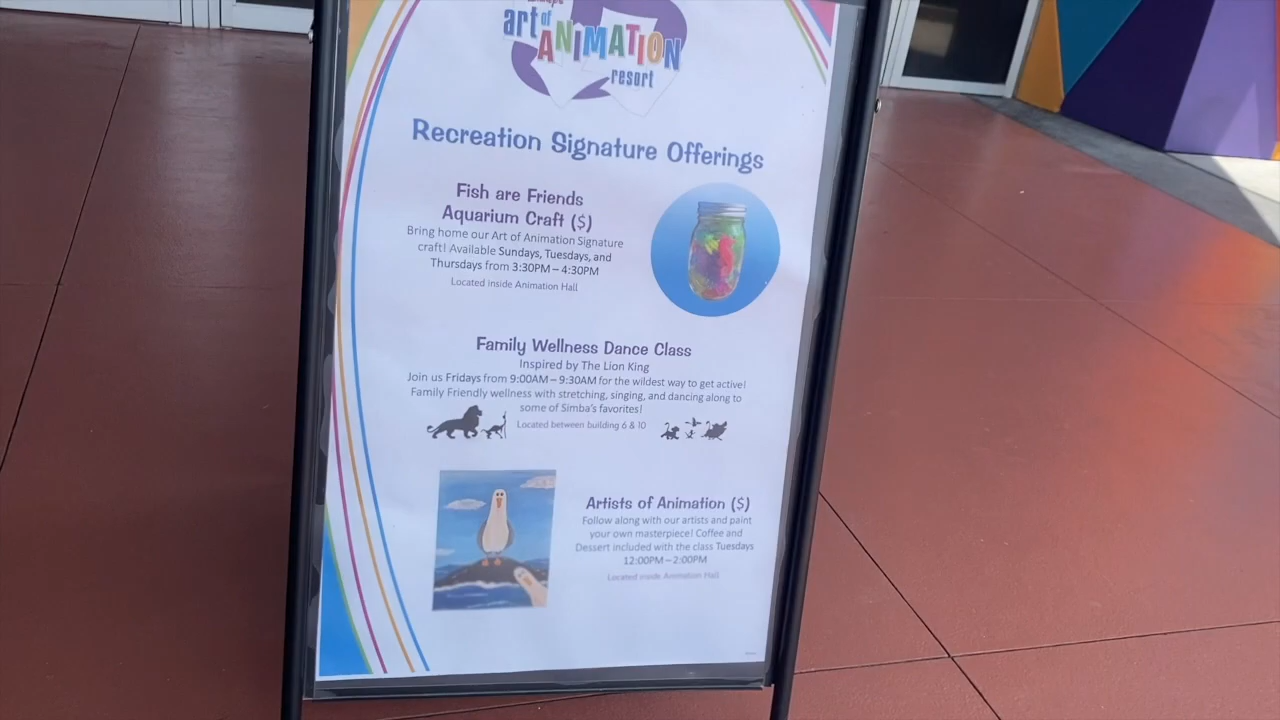 art of
ANIMATION
resort
Recreation Signature Offerings
Fish are Friends
Aquarium Craft ($)
Bring home our Art of Animation Signature
craft! Available Sundays, Tuesdays, and
Thursdays from 3:30PM – 4:30PM
Located inside Animation Hall
Family Wellness Dance Class
Inspired by The Lion King
Join us Fridays from 9:00AM – 9:30AM for the wildest way to get active!
Family Friendly wellness with stretching, singing, and dancing along to
some of Simba's favorites!
Located between building 6 & 10
Artists of Animation ($)
Follow along with our artists and paint
your own masterpiece! Coffee and
Dessert included with the class Tuesdays
12:00PM – 2:00PM
Located inside Animation Hall